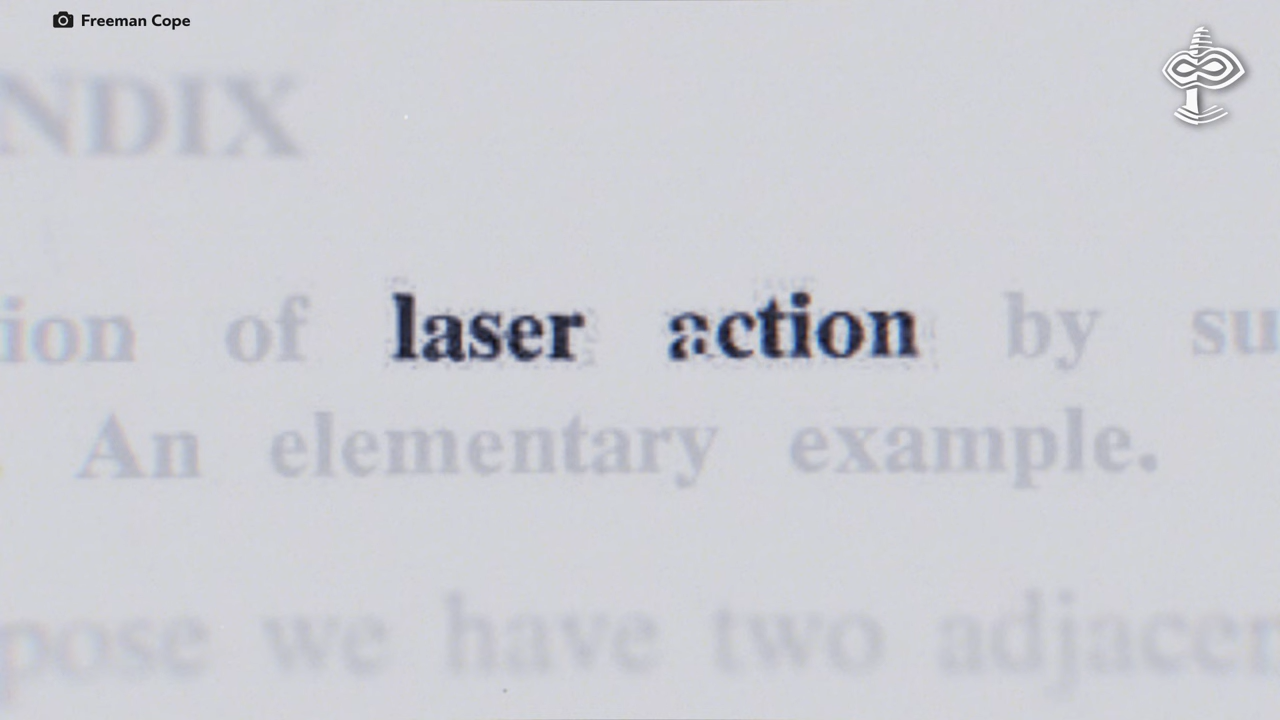 Freeman Cope
NDIX
ion of laser action by su
An elementary example.
pose we have two adjacen